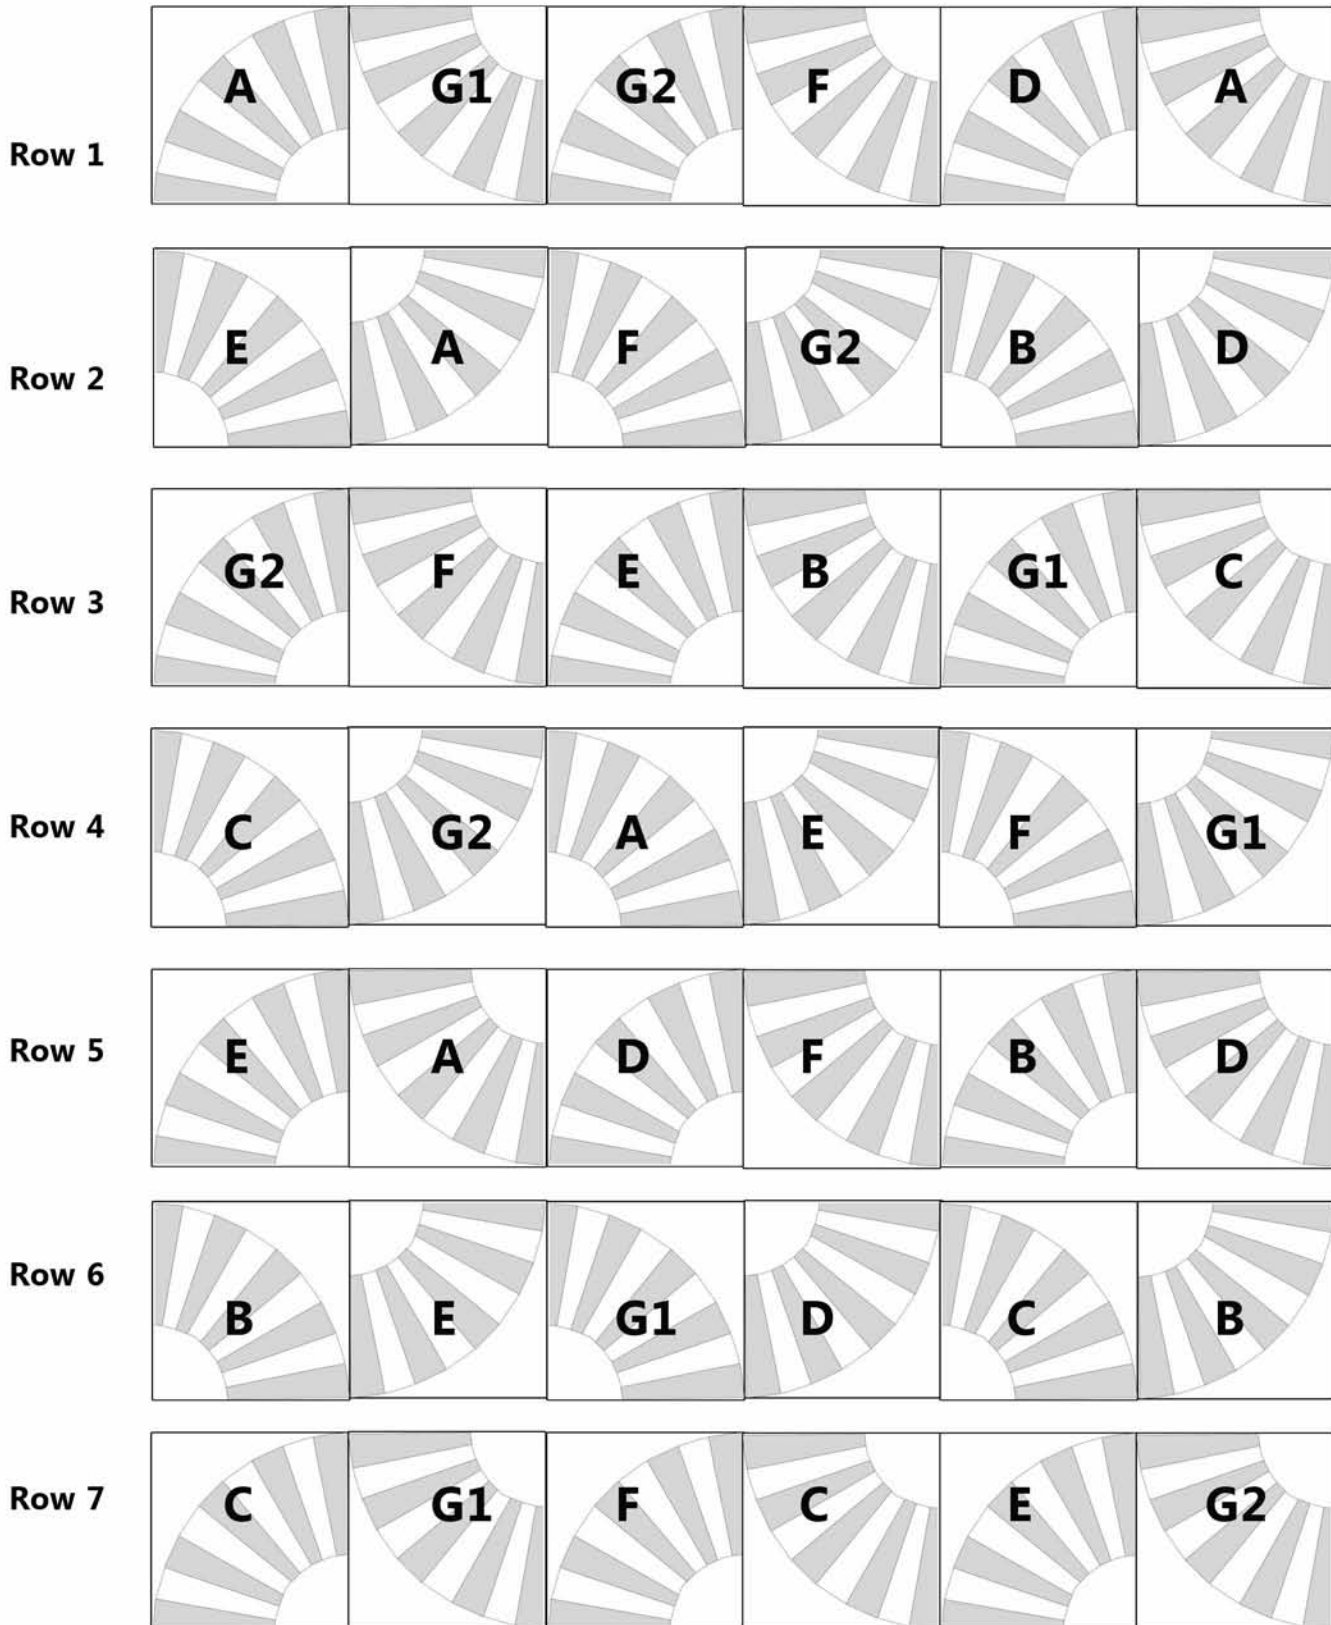 Row 1 A G1 G2 F D A
Row 2 E A F G2 B D
Row 3 G2 F E B G1 C
Row 4 C G2 A E F G1
Row 5 E A D F B D
Row 6 B E G1 D C B
Row 7 C G1 F C E G2